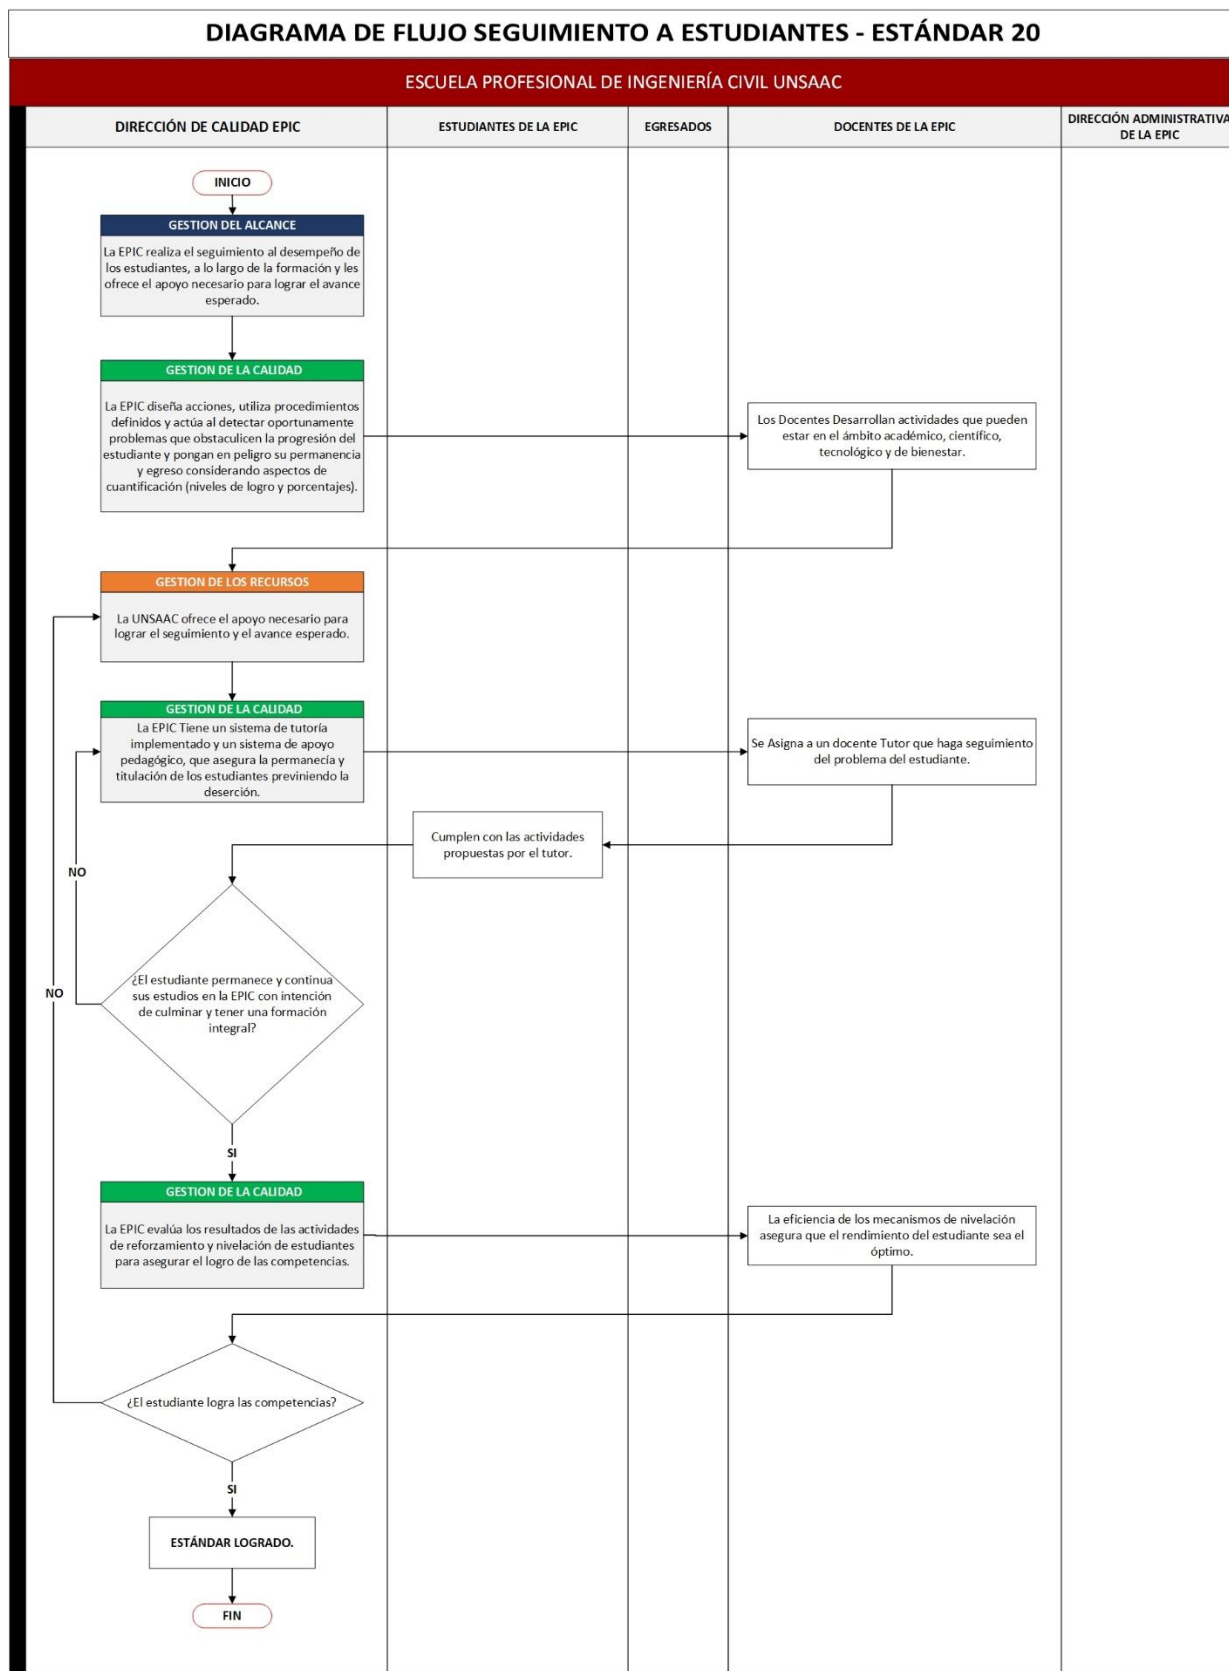 DIAGRAMA DE FLUJO SEGUIMIENTO A ESTUDIANTES - ESTÁNDAR 20
ESCUELA PROFESIONAL DE INGENIERÍA CIVIL UNSAAC
DIRECCIÓN DE CALIDAD EPIC
ESTUDIANTES DE LA EPIC
EGRESADOS
DOCENTES DE LA EPIC
DIRECCIÓN ADMINISTRATIVA
DE LA EPIC
INICIO
GESTION DEL ALCANCE
La EPIC realiza el seguimiento al desempeño de
los estudiantes, a lo largo de la formación y les
ofrece el apoyo necesario para lograr el avance
esperado.
GESTION DE LA CALIDAD
La EPIC diseña acciones, utiliza procedimientos
definidos y actúa al detectar oportunamente
problemas que obstaculicen la progresión del
estudiante y pongan en peligro su permanencia
y egreso considerando aspectos de
cuantificación (niveles de logro y porcentajes).
Los Docentes Desarrollan actividades que pueden
estar en el ámbito académico, científico,
tecnológico y de bienestar.
GESTION DE LOS RECURSOS
La UNSAAC ofrece el apoyo necesario para
lograr el seguimiento y el avance esperado.
GESTION DE LA CALIDAD
La EPIC Tiene un sistema de tutoría
implementado y un sistema de apoyo
pedagógico, que asegura la permanecía y
titulación de los estudiantes previniendo la
deserción.
Se Asigna a un docente Tutor que haga seguimiento
del problema del estudiante.
Cumplen con las actividades
propuestas por el tutor.
NO
¿El estudiante permanece y continua
sus estudios en la EPIC con intención
de culminar y tener una formación
integral?
NO
SI
GESTION DE LA CALIDAD
La EPIC evalúa los resultados de las actividades
de reforzamiento y nivelación de estudiantes
para asegurar el logro de las competencias.
La eficiencia de los mecanismos de nivelación
asegura que el rendimiento del estudiante sea el
óptimo.
¿El estudiante logra las competencias?
SI
ESTÁNDAR LOGRADO.
FIN